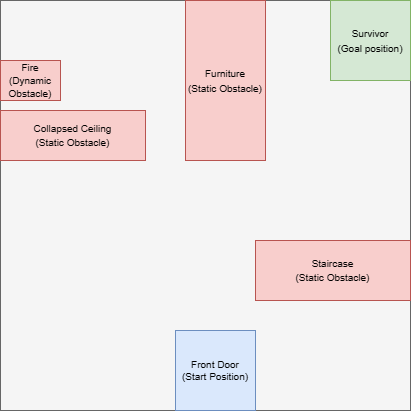 Survivor
(Goal position)
Fire
(Dynamic
Obstacle)
Furniture
(Static Obstacle)
Collapsed Ceiling
(Static Obstacle)
Staircase
(Static Obstacle)
Front Door
(Start Position)